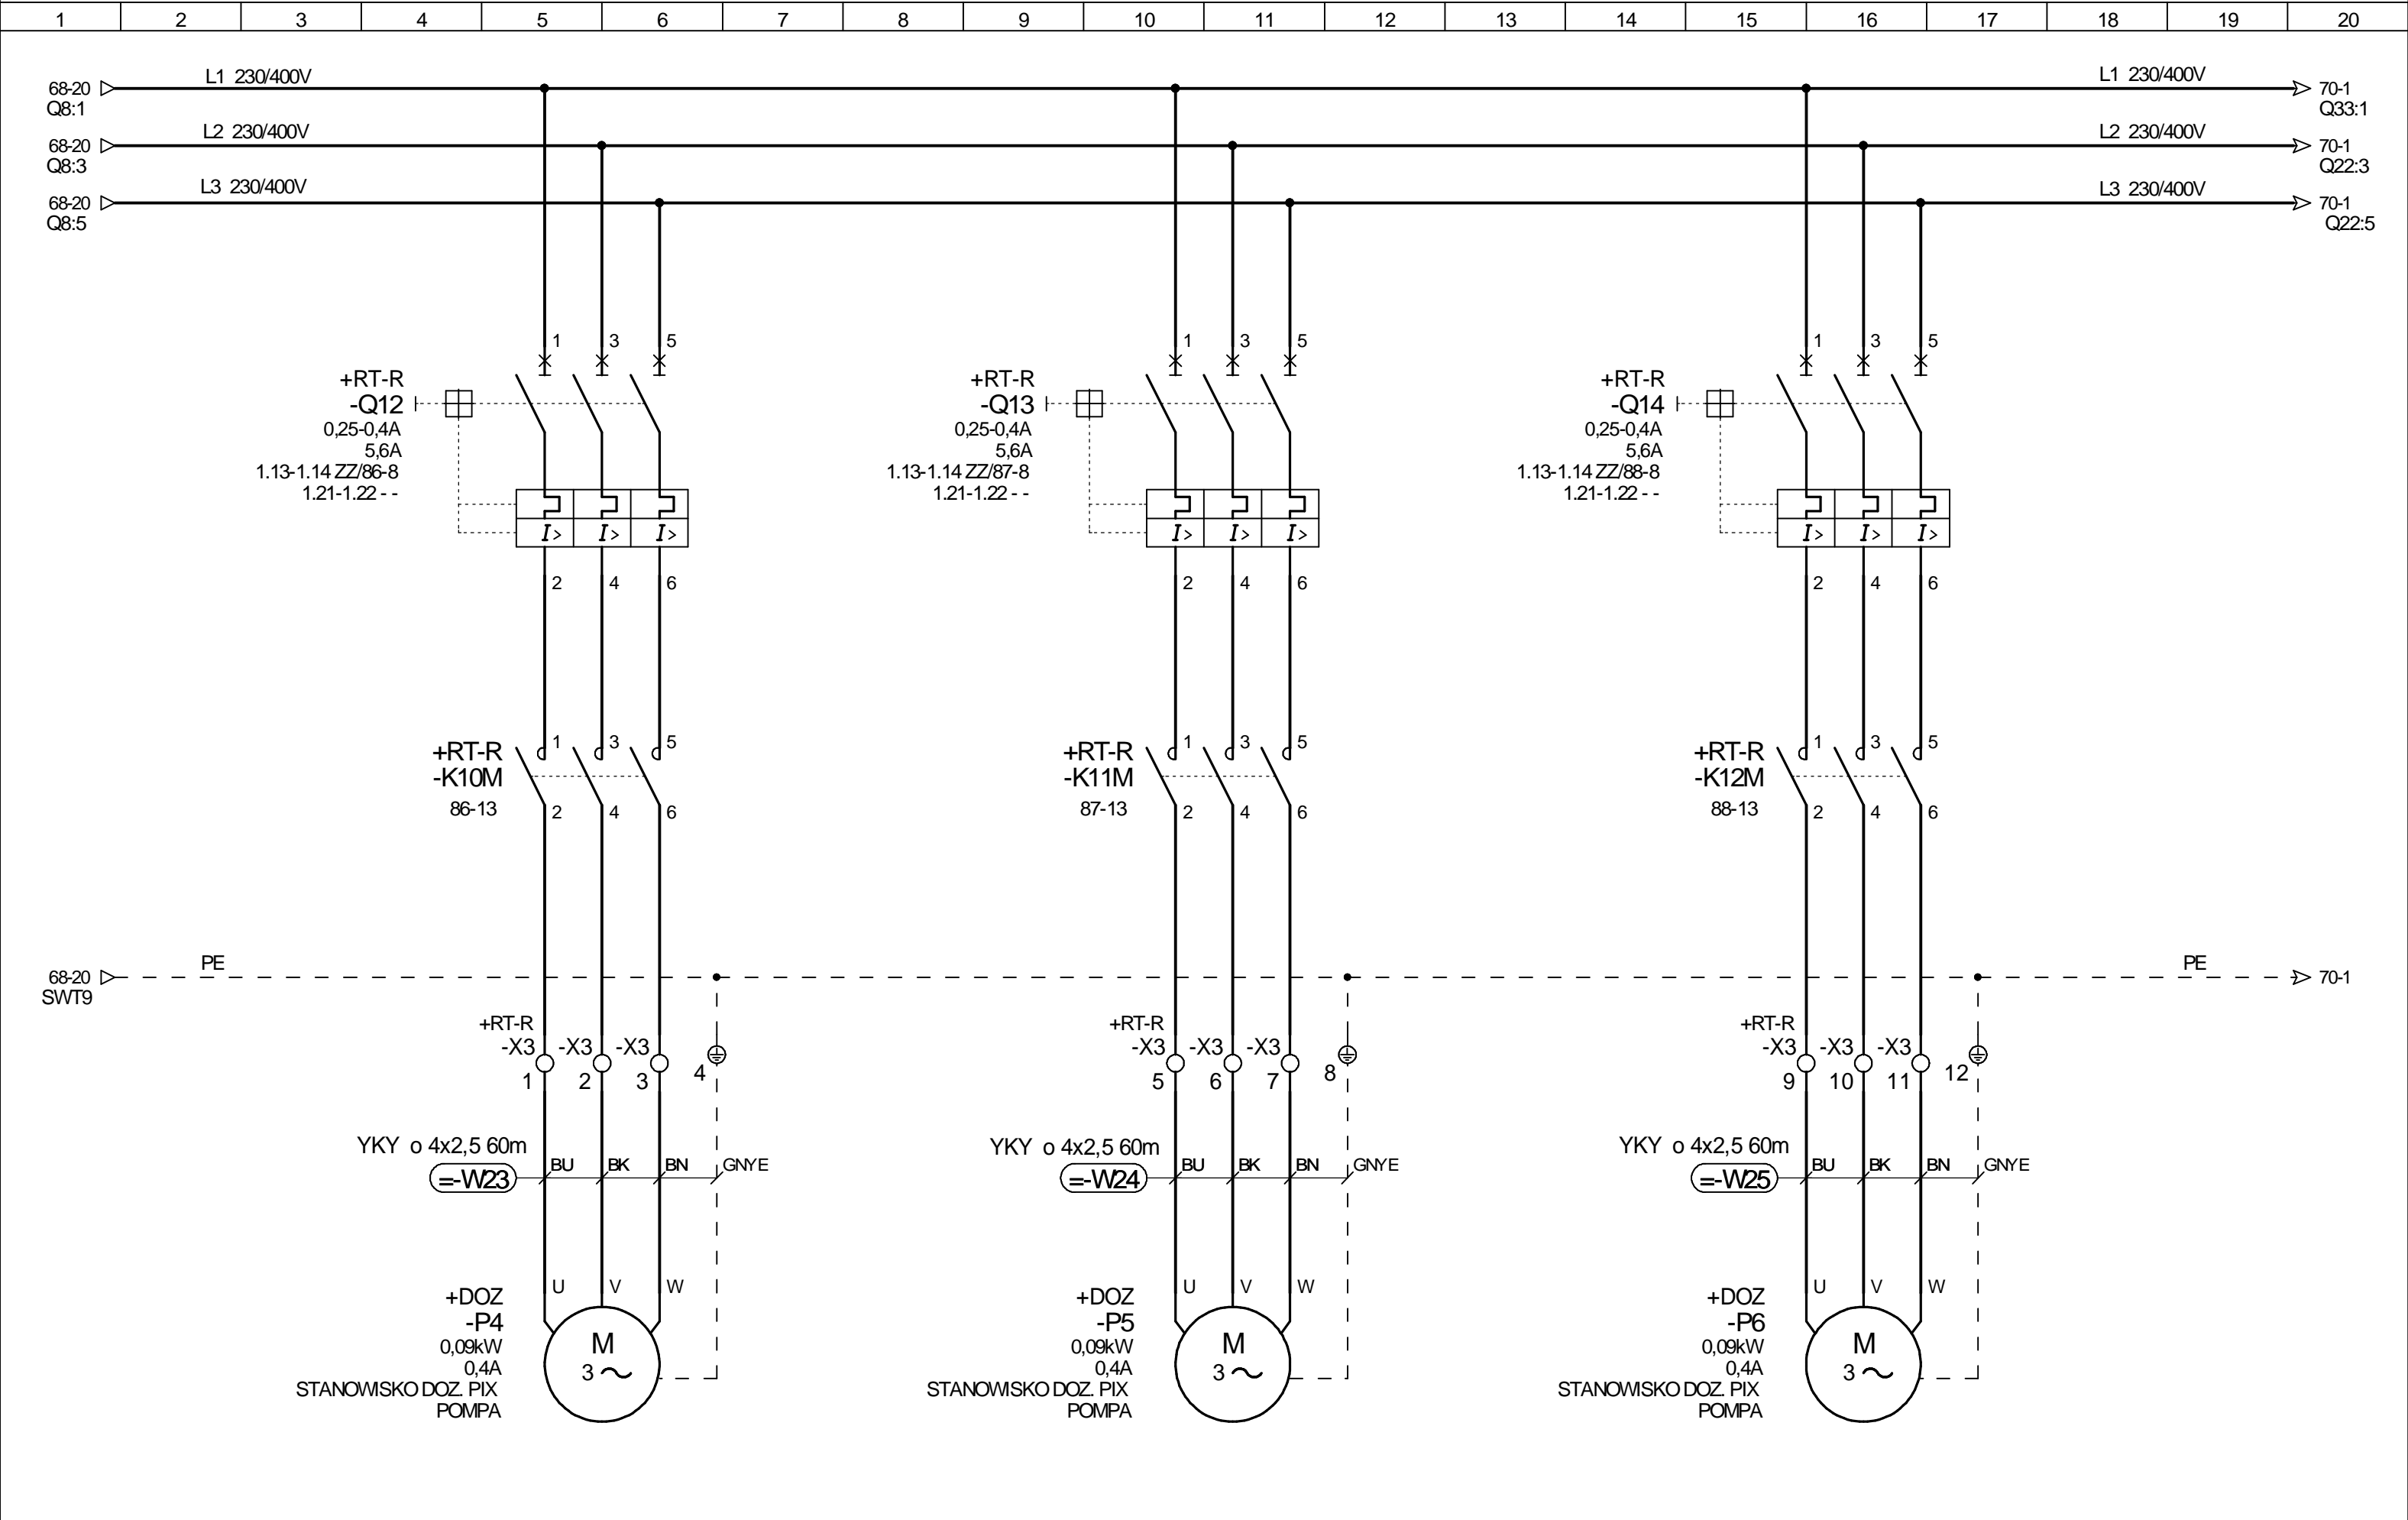 1 2 3 4 5 6 7 8 9 10 11 12 13 14 15 16 17 18 19 20
L1 230/400V L1 230/400V
68-20 70-1
Q8:1 Q33:1
L2 230/400V L2 230/400V
68-20 70-1
Q8:3 Q22:3
L3 230/400V L3 230/400V
68-20 70-1
Q8:5 Q22:5
1 3 5 1 3 5 1 3 5
+RT-R +RT-R +RT-R
-Q12 -Q13 -Q14
0,25-0,4A 0,25-0,4A 0,25-0,4A
5,6A 5,6A 5,6A
1.13-1.14 ZZ/86-8 1.13-1.14 ZZ/87-8 1.13-1.14 ZZ/88-8
1.21-1.22 - - 1.21-1.22 - - 1.21-1.22 - -
I> I> I> I> I> I> I> I> I>
2 4 6 2 4 6 2 4 6
1 3 5 1 3 5 1 3 5
+RT-R +RT-R +RT-R
-K10M -K11M -K12M
86-13 2 4 6 87-13 2 4 6 88-13 2 4 6
PE PE
68-20 70-1
SWT9
+RT-R +RT-R +RT-R
-X3 -X3 -X3 -X3 -X3 -X3 -X3 -X3 -X3
1 2 3 4 5 6 7 8 9 10 11 12
YKY o 4x2,5 60m YKY o 4x2,5 60m YKY o 4x2,5 60m
BU BK BN GNYE BU BK BN GNYE BU BK BN GNYE
=-W23 =-W24 =-W25
U V W U V W U V W
+DOZ +DOZ +DOZ
-P4 -P5 -P6
0,09kW M 0,09kW M 0,09kW M
0,4A 3~ 0,4A 3~ 0,4A 3~
STANOWISKO DOZ. PIX STANOWISKO DOZ. PIX STANOWISKO DOZ. PIX
POMPA POMPA POMPA